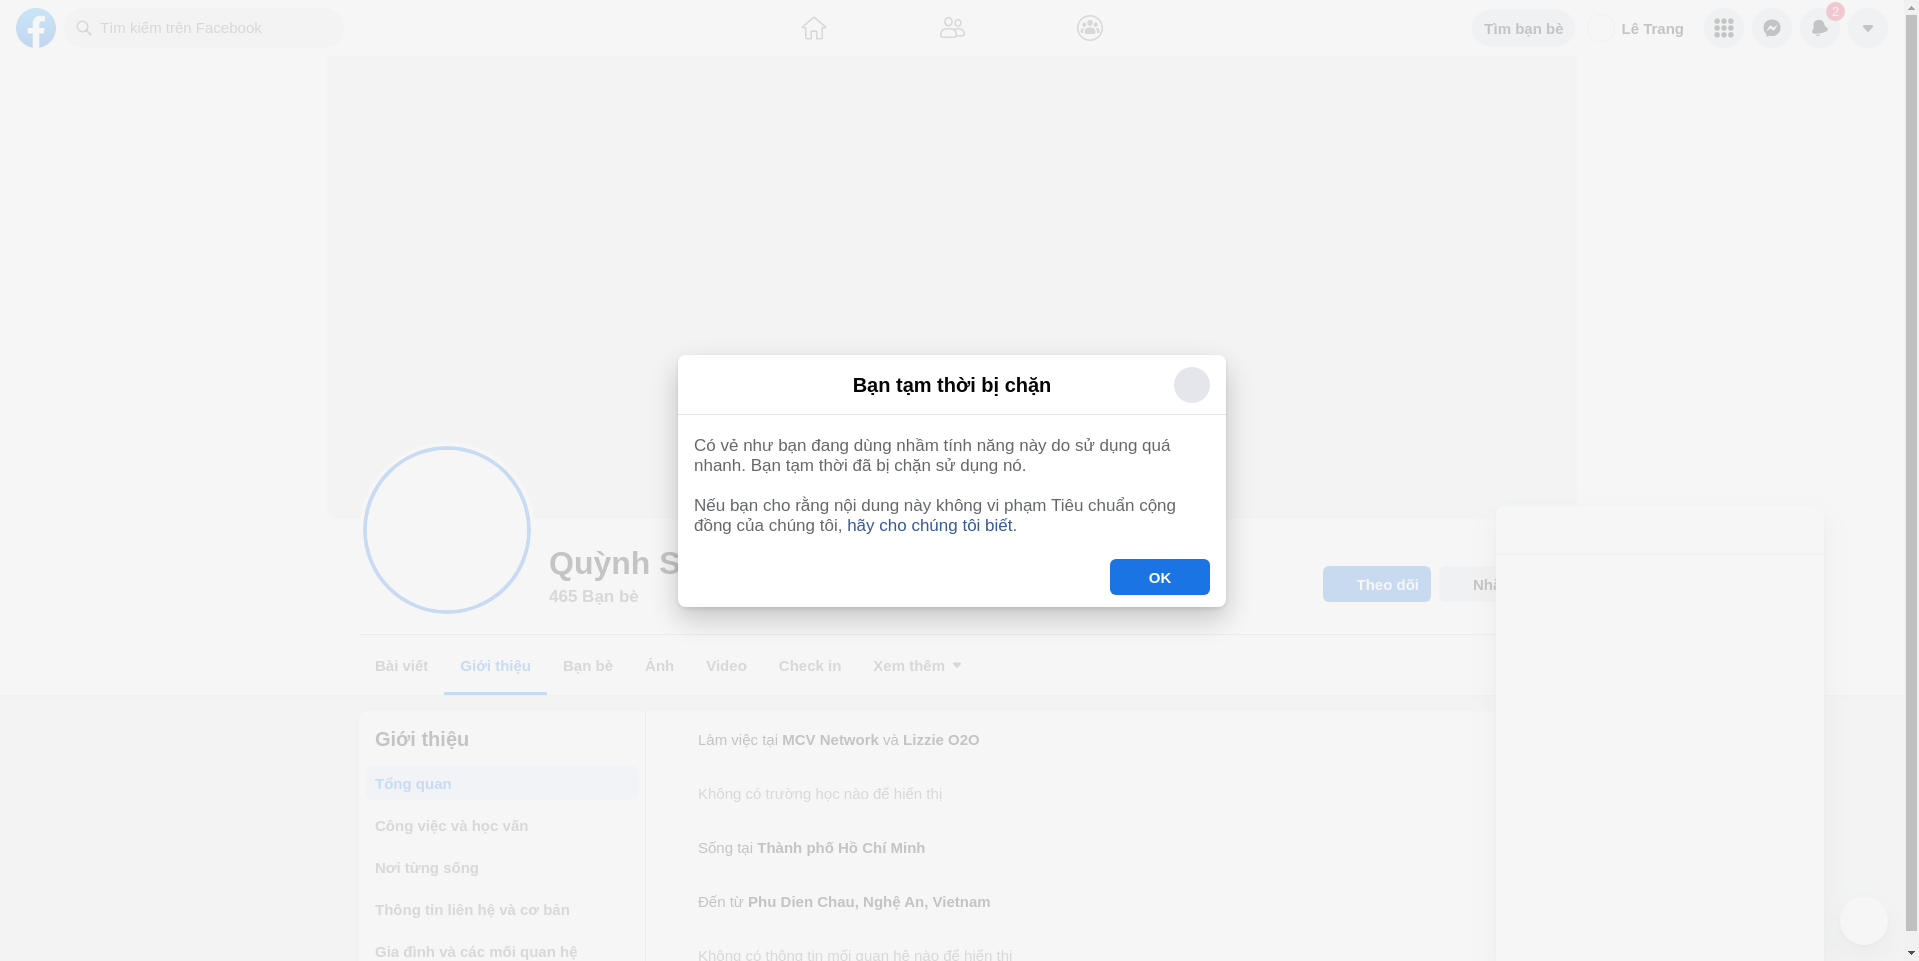 Tìm kiếm trên Facebook
Tìm bạn bè
Lê Trang
2
Bạn tạm thời bị chặn
Có vẻ như bạn đang dùng nhầm tính năng này do sử dụng quá
nhanh. Bạn tạm thời đã bị chặn sử dụng nó.
Nếu bạn cho rằng nội dung này không vi phạm Tiêu chuẩn cộng
đồng của chúng tôi, hãy cho chúng tôi biết.
OK
Quỳnh
465 Bạn bè
Theo dõi
Bài viết
Giới thiệu
Bạn bè
Ảnh
Video
Check in
Xem thêm
Giới thiệu
Tổng quan
Công việc và học vấn
Nơi từng sống
Thông tin liên hệ và cơ bản
Gia đình và các mối quan hệ
Làm việc tại MCV Network và Lizzie O2O
Không có trường học nào để hiển thị
Sống tại Thành phố Hồ Chí Minh
Đến từ Phu Dien Chau, Nghệ An, Vietnam
Không có thông tin mối quan hệ nào để hiển thị